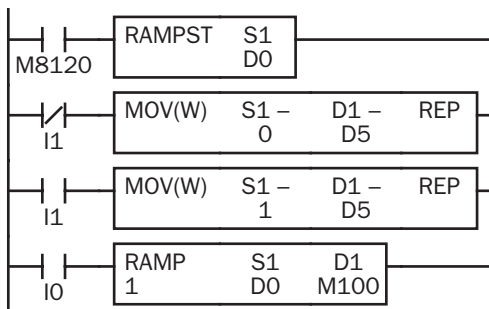 RAMPST S1
M8120 D0
MOV(W) S1 – D1 – REP
I1 0 D5
MOV(W) S1 – D1 – REP
I1 1 D5
RAMP S1 D1
I0 1 D0 M100